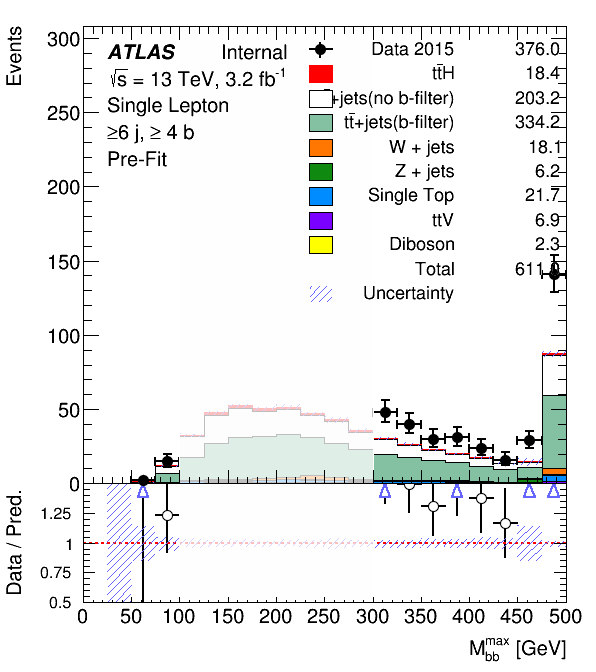 Events
ATLAS Internal
√s = 13 TeV, 3.2 fb⁻¹
Single Lepton
≥6 j, ≥ 4 b
Pre-Fit
Data 2015 376.0
tt̄H 18.4
+jets(no b-filter) 203.2
tt̄+jets(b-filter) 334.2
W + jets 18.1
Z + jets 6.2
Single Top 21.7
ttV 6.9
Diboson 2.3
Total 611.
Uncertainty
300
250
200
150
100
50
0
Data / Pred.
1.25
1
0.75
0.5
0 50 100 150 200 250 300 350 400 450 500
M_bb^max [GeV]